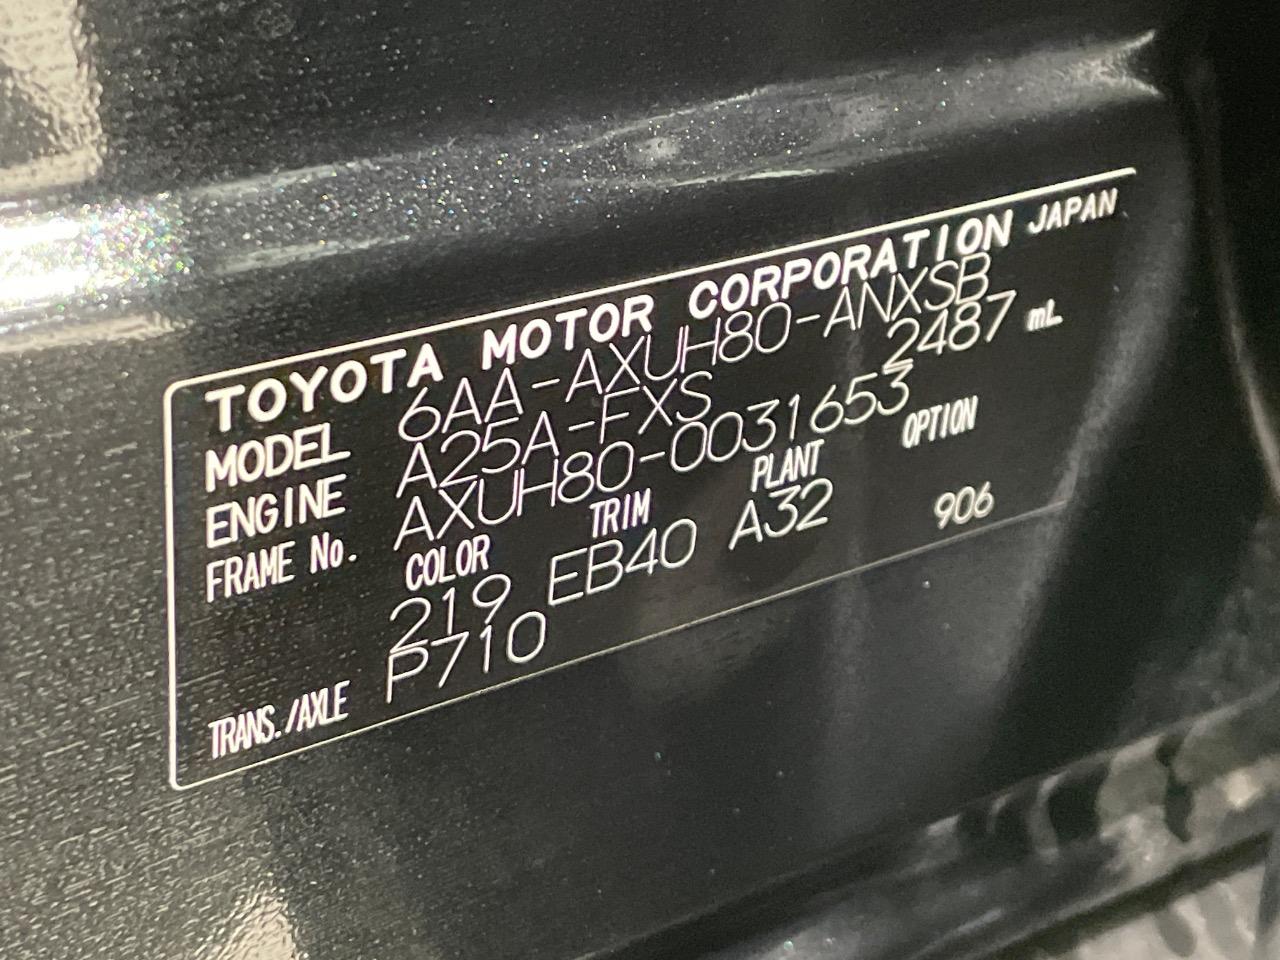 TOYOTA MOTOR CORPORATION JAPAN
MODEL 6AA-AXUH80-ANXSB
ENGINE A25A-FXS 2487 mL
FRAME No. AXUH80-0031653
COLOR TRIM PLANT OPTION
219 EB40 A32 906
TRANS./AXLE P710